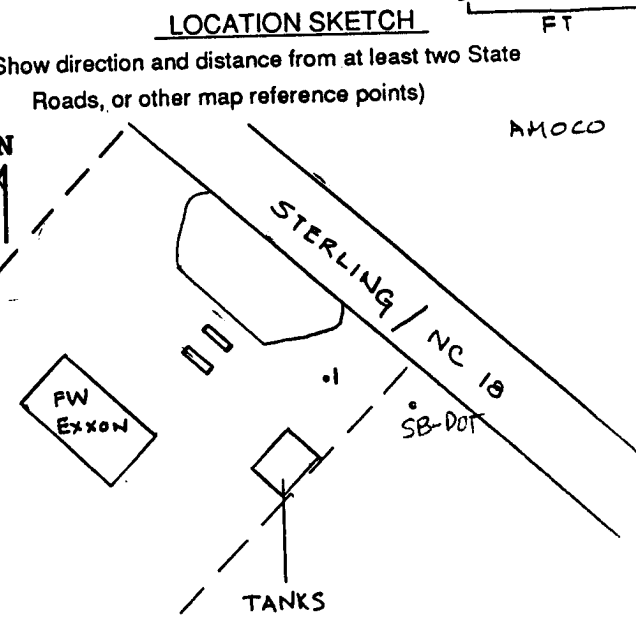 LOCATION SKETCH
FT
Show direction and distance from at least two State
Roads, or other map reference points)
AMOCO
N
STERLING / NC 18
•1
PW
EXXON
SB-DOT
TANKS